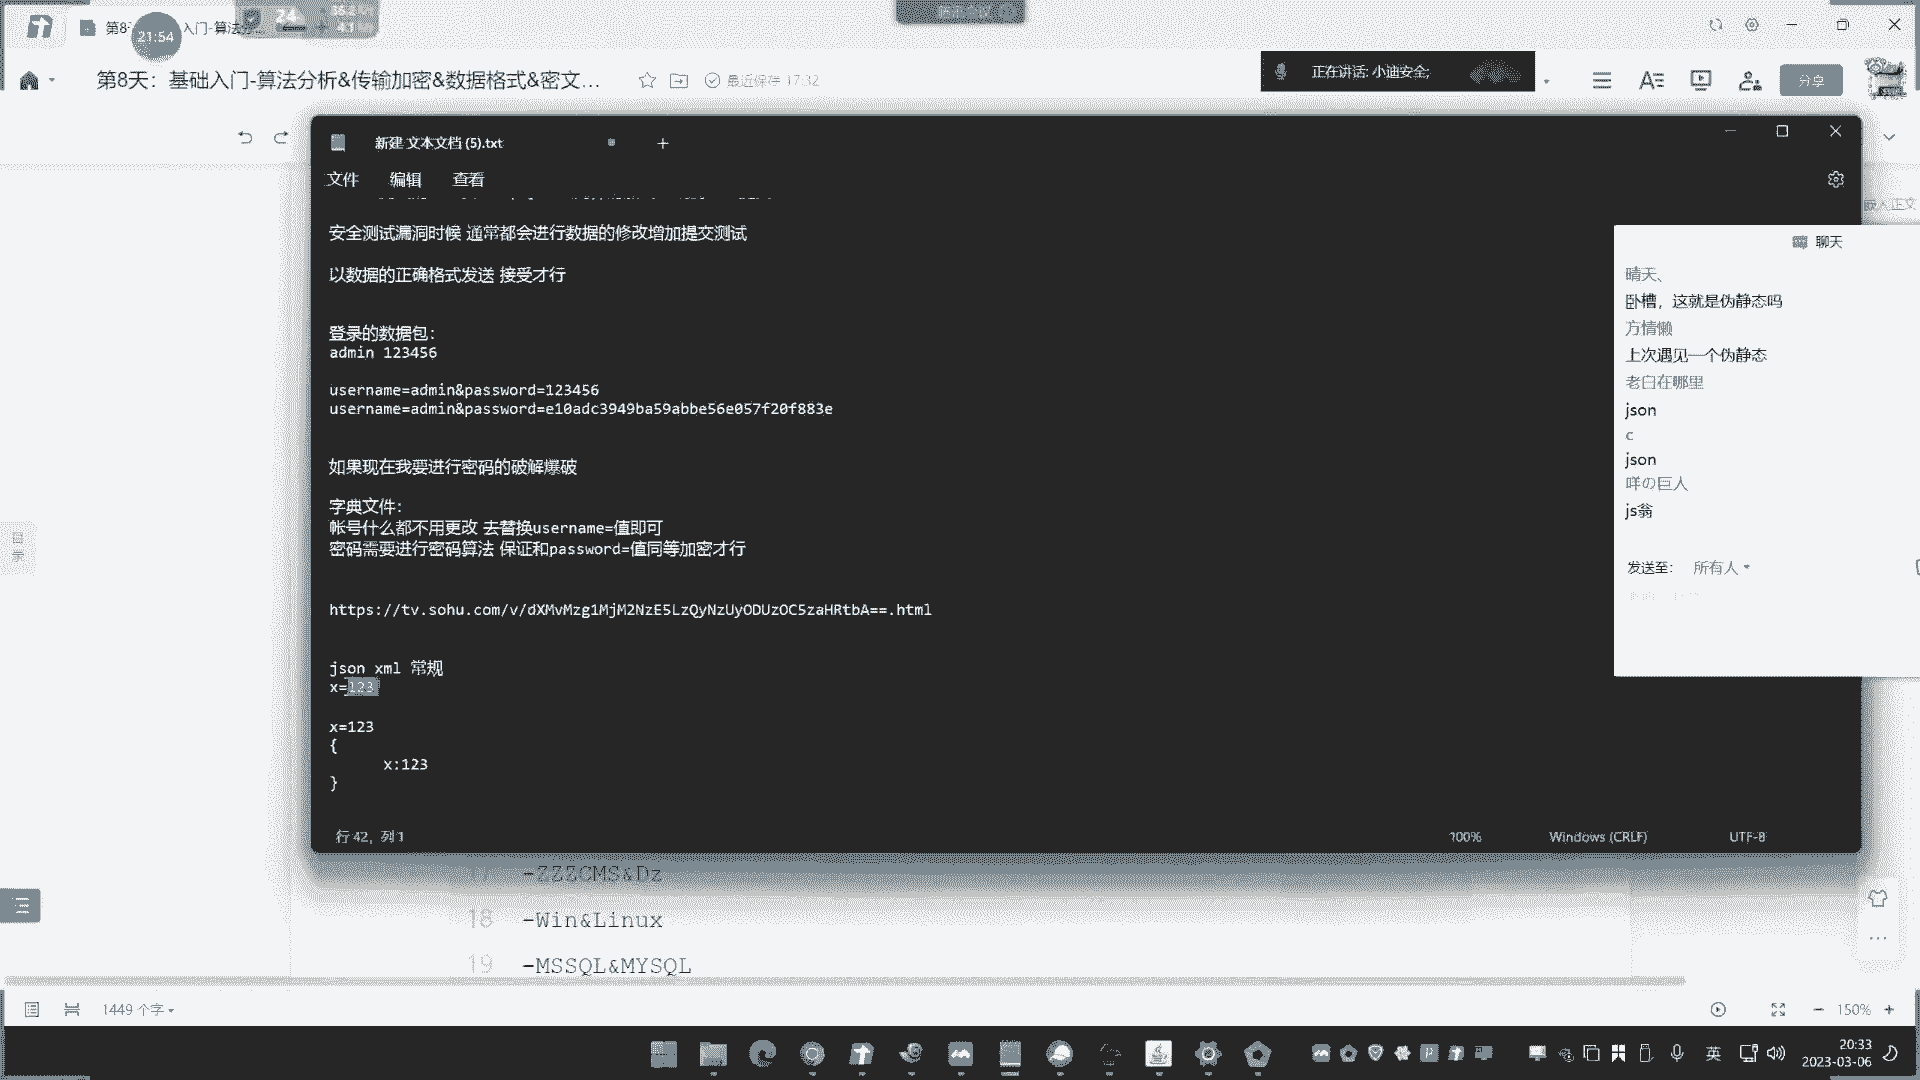 第8
21:54
入门-算法分...
第8天：基础入门-算法分析&传输加密&数据格式&密文...
最近保存 17:32
正在讲话: 小迪安全;
分享
新建 文本文档 (5).txt
文件 编辑 查看
安全测试漏洞时候 通常都会进行数据的修改增加提交测试
以数据的正确格式发送 接受才行
登录的数据包：
admin 123456
username=admin&password=123456
username=admin&password=e10adc3949ba59abbe56e057f20f883e
如果现在我要进行密码的破解爆破
字典文件：
帐号什么都不用更改 去替换username=值即可
密码需要进行密码算法 保证和password=值同等加密才行
https://tv.sohu.com/v/dXMvMzg1MjM2NzE5LzQyNzUyODUzOC5zaHRtbA==.html
json xml 常规
x=123
x=123
{
x:123
}
行 42，列 1
100%
Windows (CRLF)
UTF-8
嵌入正文
聊天
晴天、
卧槽，这就是伪静态吗
方情懒
上次遇见一个伪静态
老白在哪里
json
c
json
咩の巨人
js翁
发送至： 所有人
目录
17 -ZZZCMS&Dz
18 -Win&Linux
19 -MSSQL&MYSQL
1449 个字
150%
英
20:33
2023-03-06